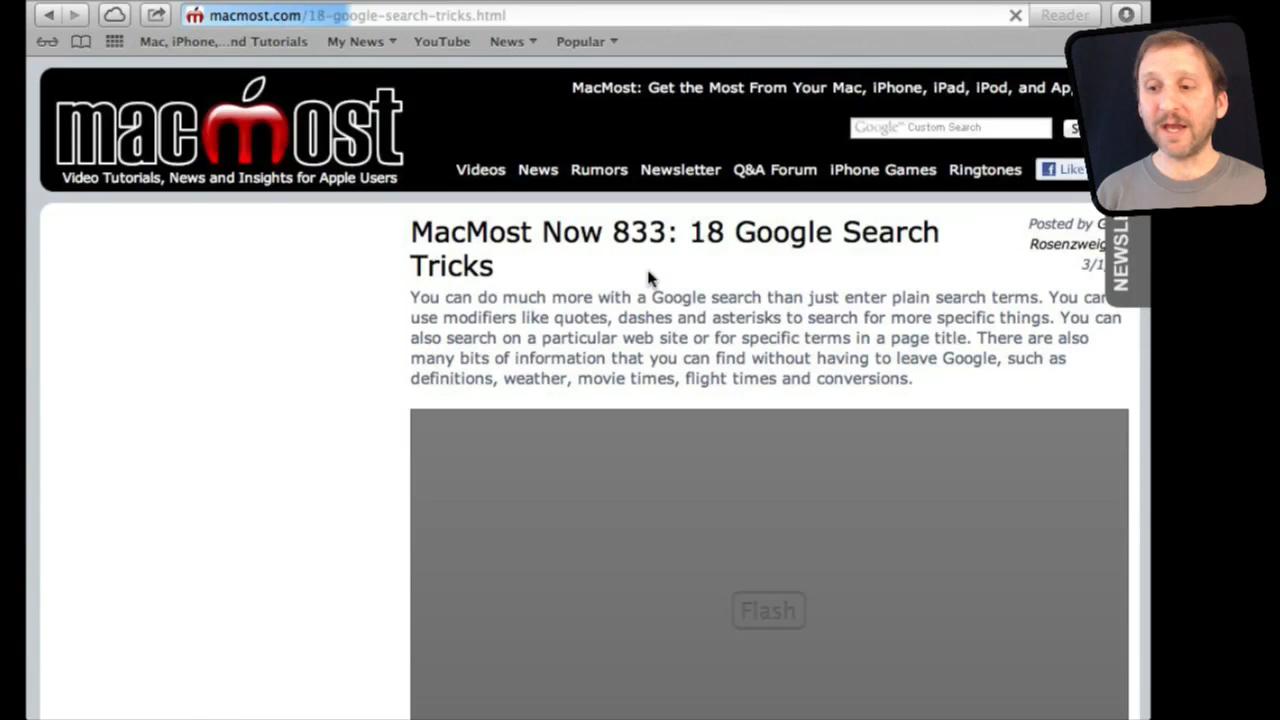 macmost.com/18-google-search-tricks.html
Reader
Mac, iPhone,...nd Tutorials My News YouTube News Popular
MacMost: Get the Most From Your Mac, iPhone, iPad, iPod, and
macmost
Google™ Custom Search
Video Tutorials, News and Insights for Apple Users
Videos News Rumors Newsletter Q&A Forum iPhone Games Ringtones Like
MacMost Now 833: 18 Google Search
Tricks
Posted by
Rosenzweig
You can do much more with a Google search than just enter plain search terms. You can
use modifiers like quotes, dashes and asterisks to search for more specific things. You can
also search on a particular web site or for specific terms in a page title. There are also
many bits of information that you can find without having to leave Google, such as
definitions, weather, movie times, flight times and conversions.
Flash